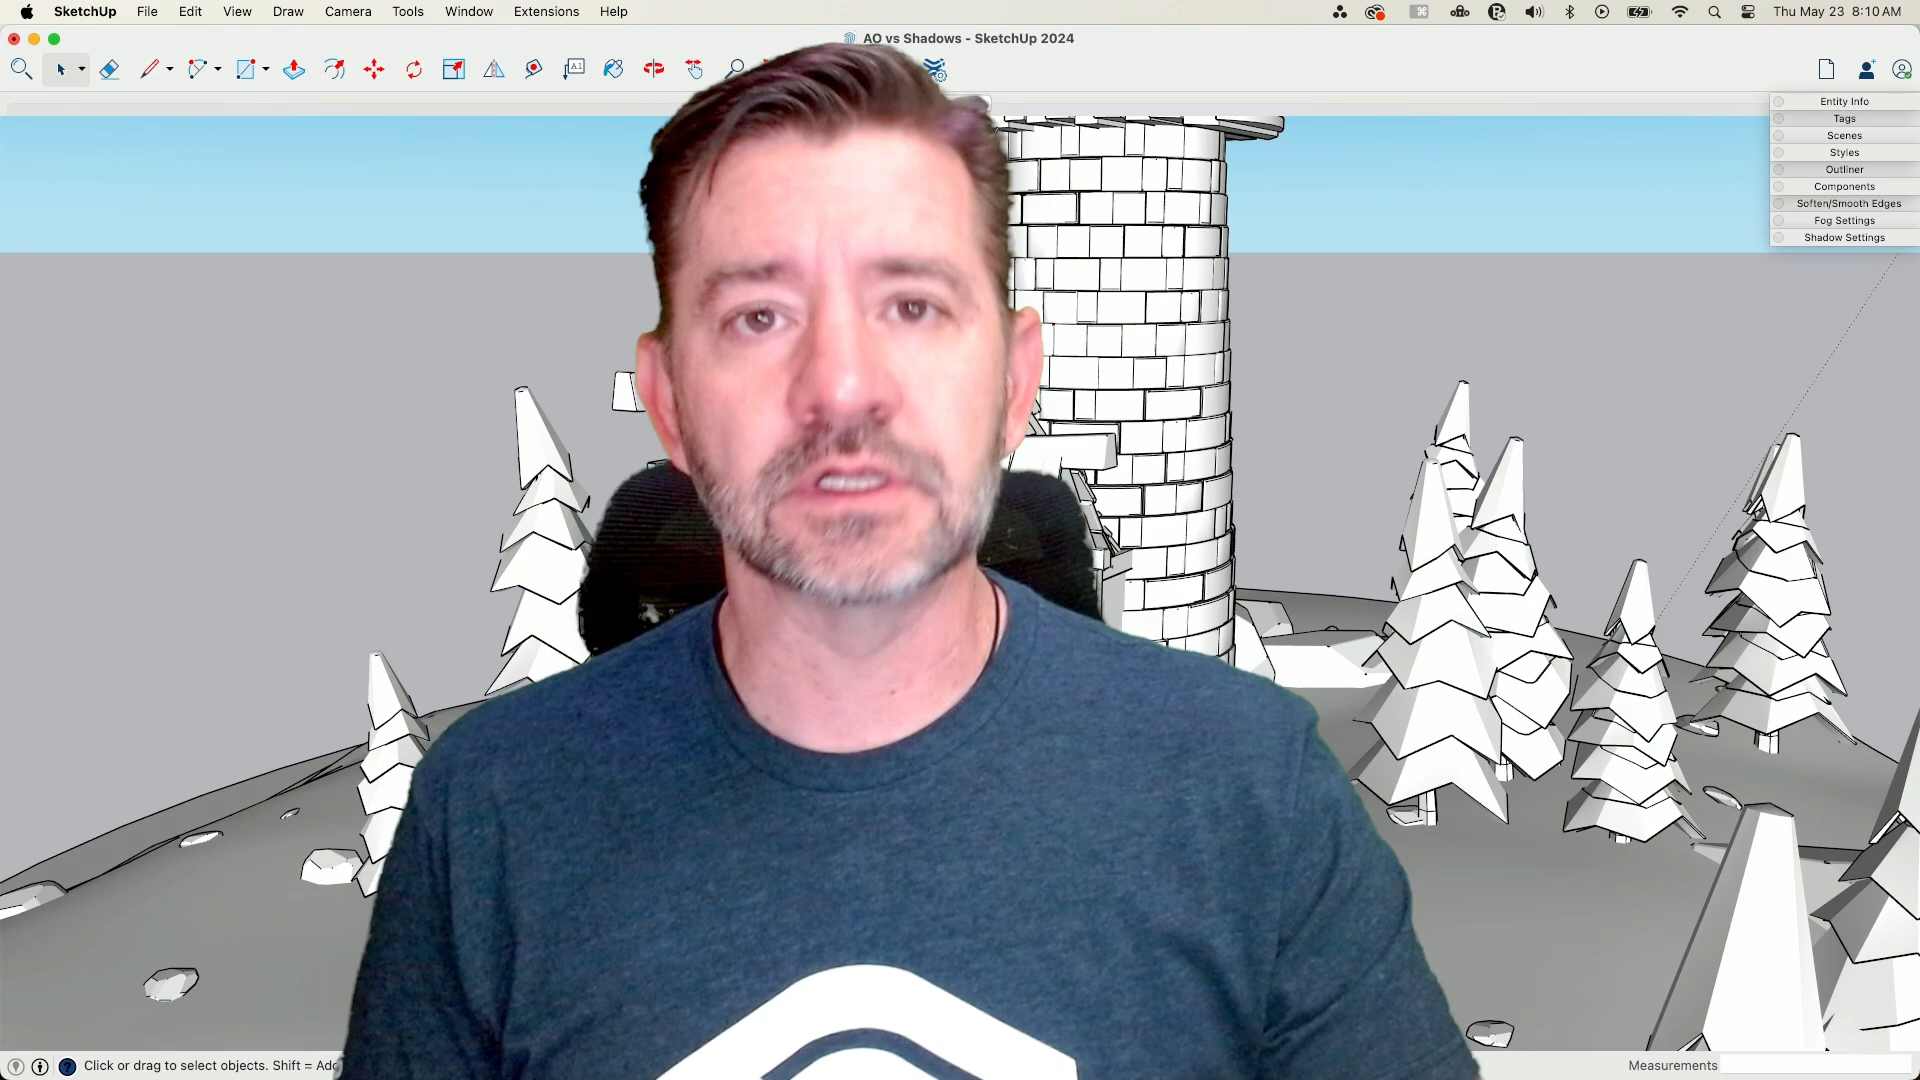 SketchUp File Edit View Draw Camera Tools Window Extensions Help Thu May 23 8:10 AM
AO vs Shadows - SketchUp 2024
A1
Entity Info
Tags
Scenes
Styles
Outliner
Components
Soften/Smooth Edges
Fog Settings
Shadow Settings
Click or drag to select objects. Shift = Add
Measurements